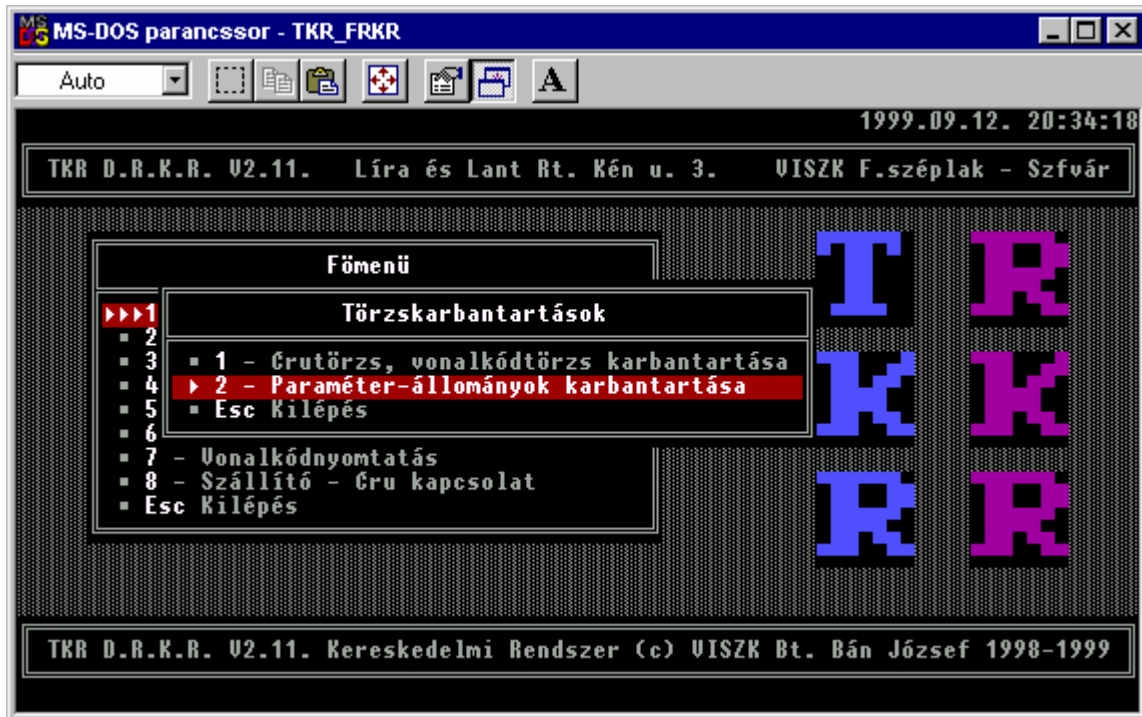 MS-DOS parancssor - TKR_FRKR
Auto
A
1999.09.12. 20:34:18
TKR D.R.K.R. V2.11. Líra és Lant Rt. Kén u. 3. VISZK F.széplak - Szfvár
Fömenü
Törzskarbantartások
1
2
3
4
5
6
1 - Crutörzs, vonalkódtörzs karbantartása
2 - Paraméter-állományok karbantartása
Esc Kilépés
7 - Vonalkódnyomtatás
8 - Szállító - Cru kapcsolat
Esc Kilépés
T R
K K
R R
TKR D.R.K.R. V2.11. Kereskedelmi Rendszer (c) VISZK Bt. Bán József 1998-1999